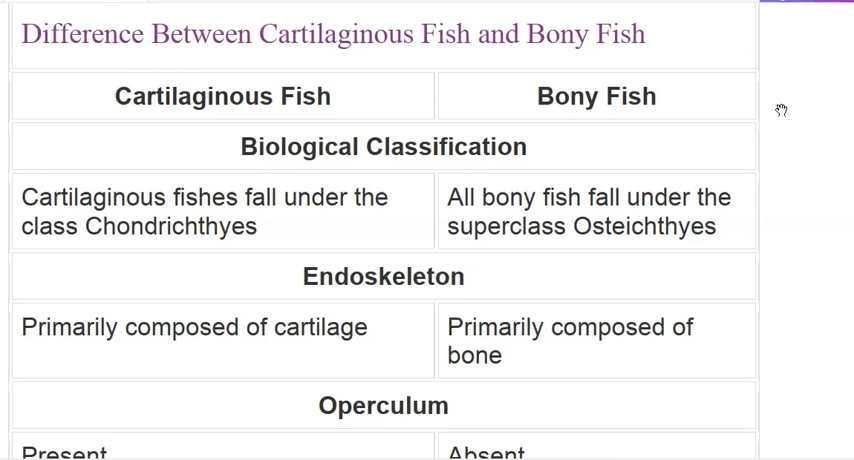 Difference Between Cartilaginous Fish and Bony Fish
Cartilaginous Fish
Bony Fish
Biological Classification
Cartilaginous fishes fall under the
class Chondrichthyes
All bony fish fall under the
superclass Osteichthyes
Endoskeleton
Primarily composed of cartilage
Primarily composed of
bone
Operculum
Present
Absent